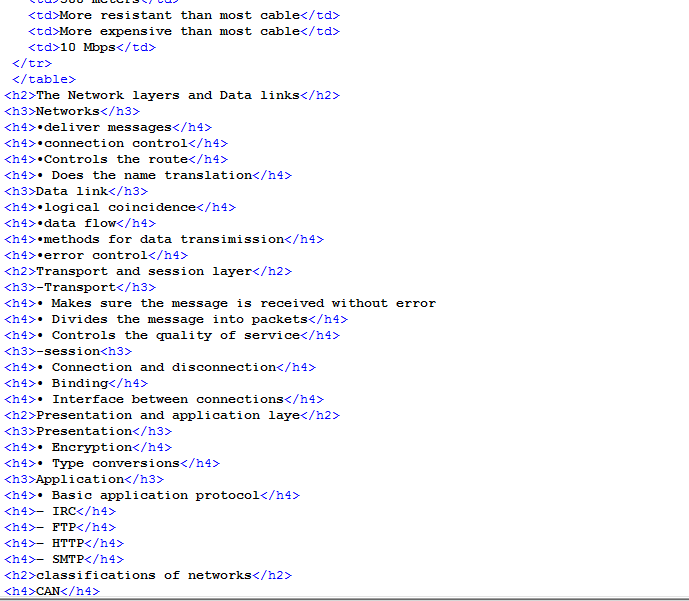 <td>500 meters</td>
<td>More resistant than most cable</td>
<td>More expensive than most cable</td>
<td>10 Mbps</td>
</tr>
</table>
<h2>The Network layers and Data links</h2>
<h3>Networks</h3>
<h4>•deliver messages</h4>
<h4>•connection control</h4>
<h4>•Controls the route</h4>
<h4>• Does the name translation</h4>
<h3>Data link</h3>
<h4>•logical coincidence</h4>
<h4>•data flow</h4>
<h4>•methods for data transimission</h4>
<h4>•error control</h4>
<h2>Transport and session layer</h2>
<h3>-Transport</h3>
<h4>• Makes sure the message is received without error
<h4>• Divides the message into packets</h4>
<h4>• Controls the quality of service</h4>
<h3>-session<h3>
<h4>• Connection and disconnection</h4>
<h4>• Binding</h4>
<h4>• Interface between connections</h4>
<h2>Presentation and application laye</h2>
<h3>Presentation</h3>
<h4>• Encryption</h4>
<h4>• Type conversions</h4>
<h3>Application</h3>
<h4>• Basic application protocol</h4>
<h4>– IRC</h4>
<h4>– FTP</h4>
<h4>– HTTP</h4>
<h4>– SMTP</h4>
<h2>classifications of networks</h2>
<h4>CAN</h4>